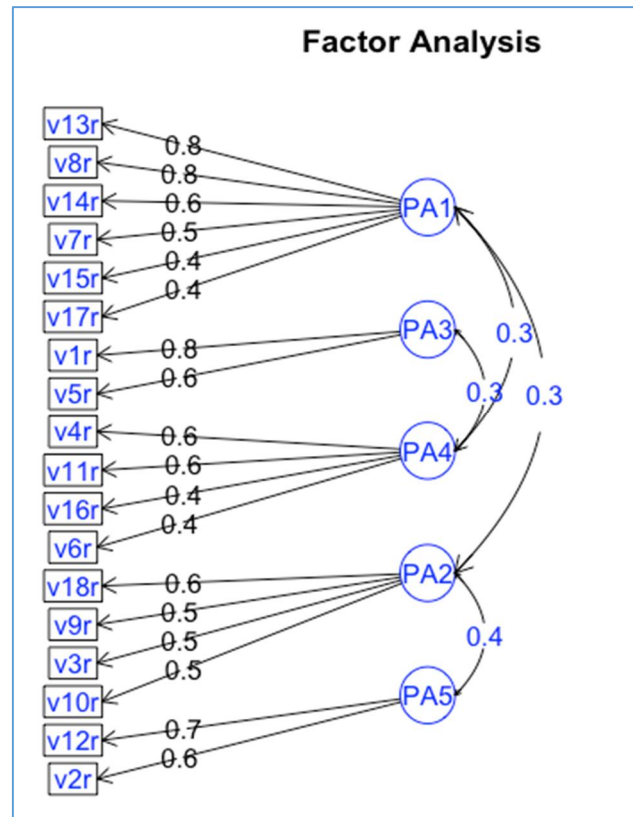 Factor Analysis
v13r
v8r
v14r
v7r
v15r
v17r
v1r
v5r
v4r
v11r
v16r
v6r
v18r
v9r
v3r
v10r
v12r
v2r
0.8
0.8
0.6
0.5
0.4
0.4
0.8
0.6
0.6
0.6
0.4
0.4
0.6
0.5
0.5
0.5
0.7
0.6
PA1
PA3
PA4
PA2
PA5
0.3
0.3
0.3
0.4